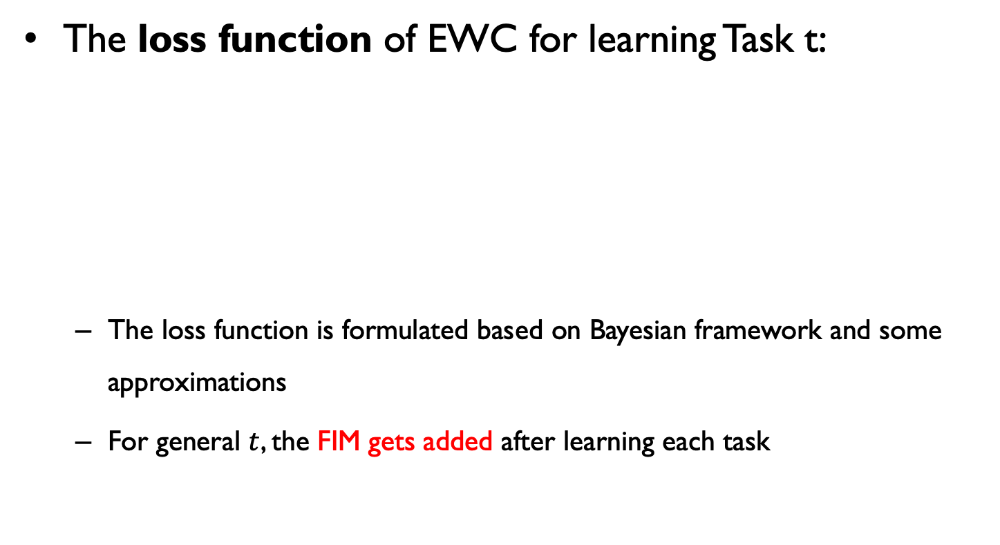 • The loss function of EWC for learning Task t:
– The loss function is formulated based on Bayesian framework and some
approximations
– For general t, the FIM gets added after learning each task